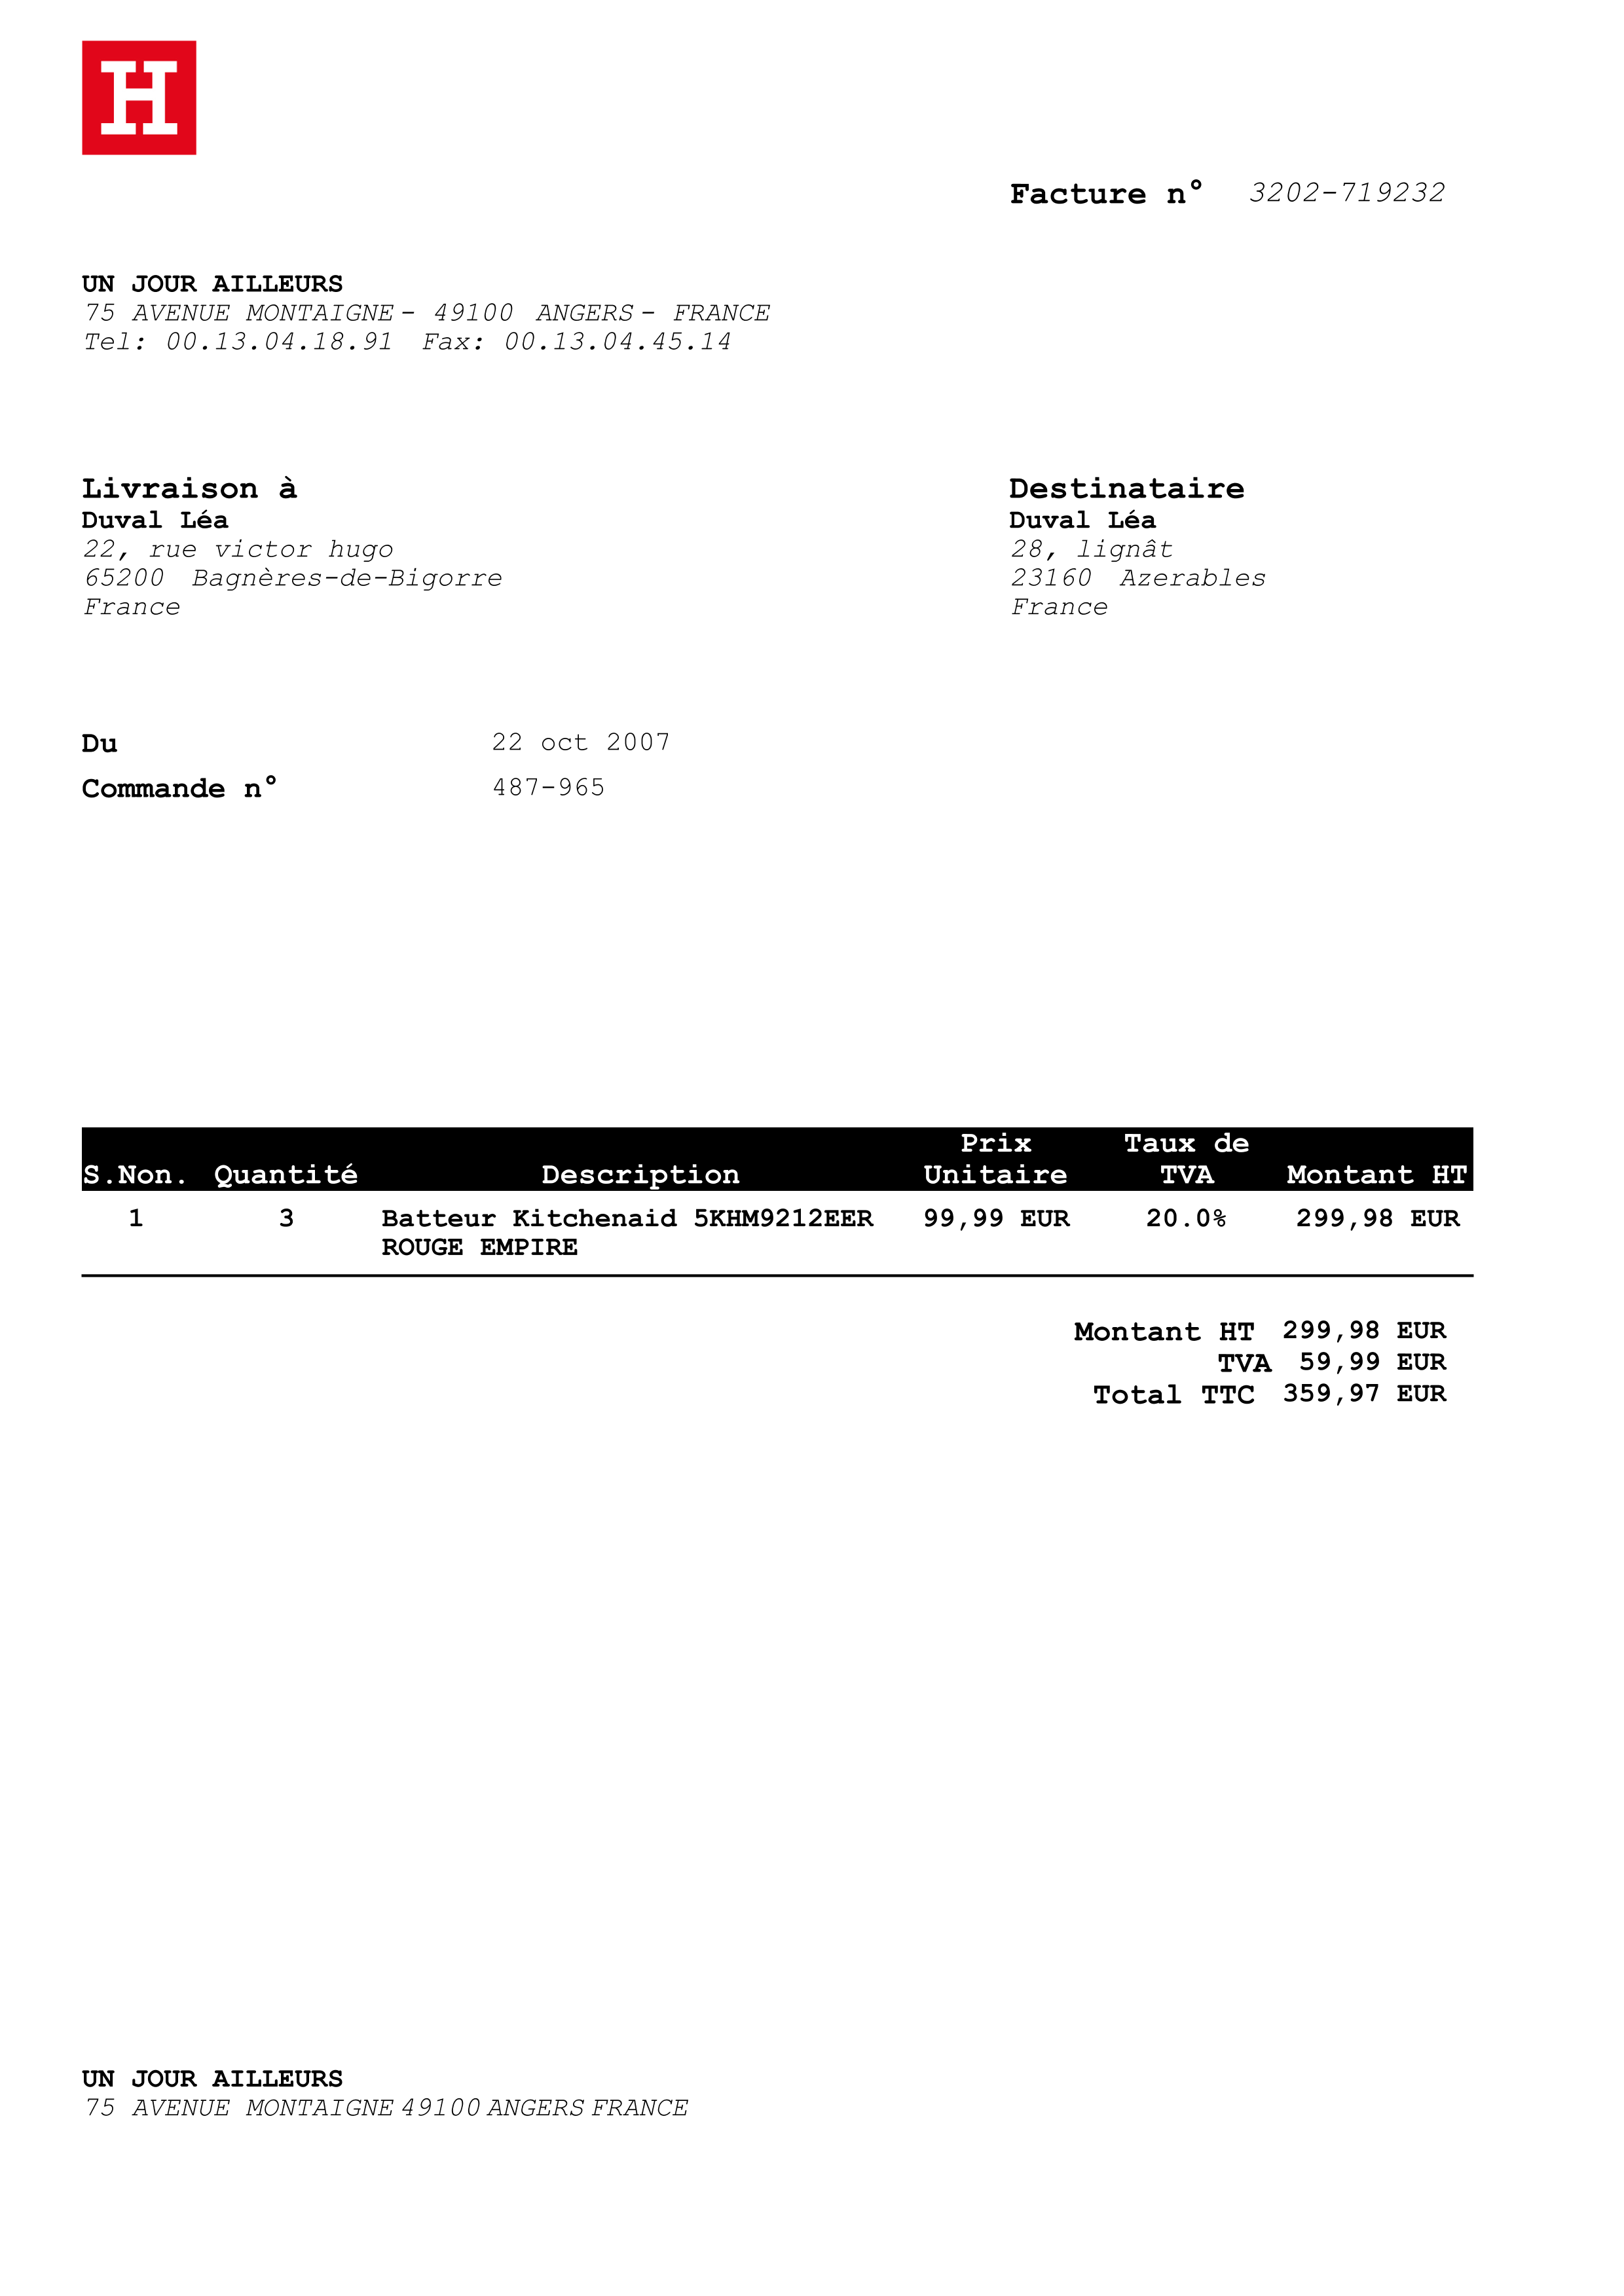 H
Facture n° 3202-719232
UN JOUR AILLEURS
75 AVENUE MONTAIGNE - 49100 ANGERS - FRANCE
Tel: 00.13.04.18.91 Fax: 00.13.04.45.14
Livraison à
Duval Léa
22, rue victor hugo
65200 Bagnères-de-Bigorre
France
Destinataire
Duval Léa
28, lignât
23160 Azerables
France
Du 22 oct 2007
Commande n° 487-965
S.Non. Quantité Description Prix Unitaire Taux de TVA Montant HT
1 3 Batteur Kitchenaid 5KHM9212EER 99,99 EUR 20.0% 299,98 EUR
ROUGE EMPIRE
Montant HT 299,98 EUR
TVA 59,99 EUR
Total TTC 359,97 EUR
UN JOUR AILLEURS
75 AVENUE MONTAIGNE 49100 ANGERS FRANCE